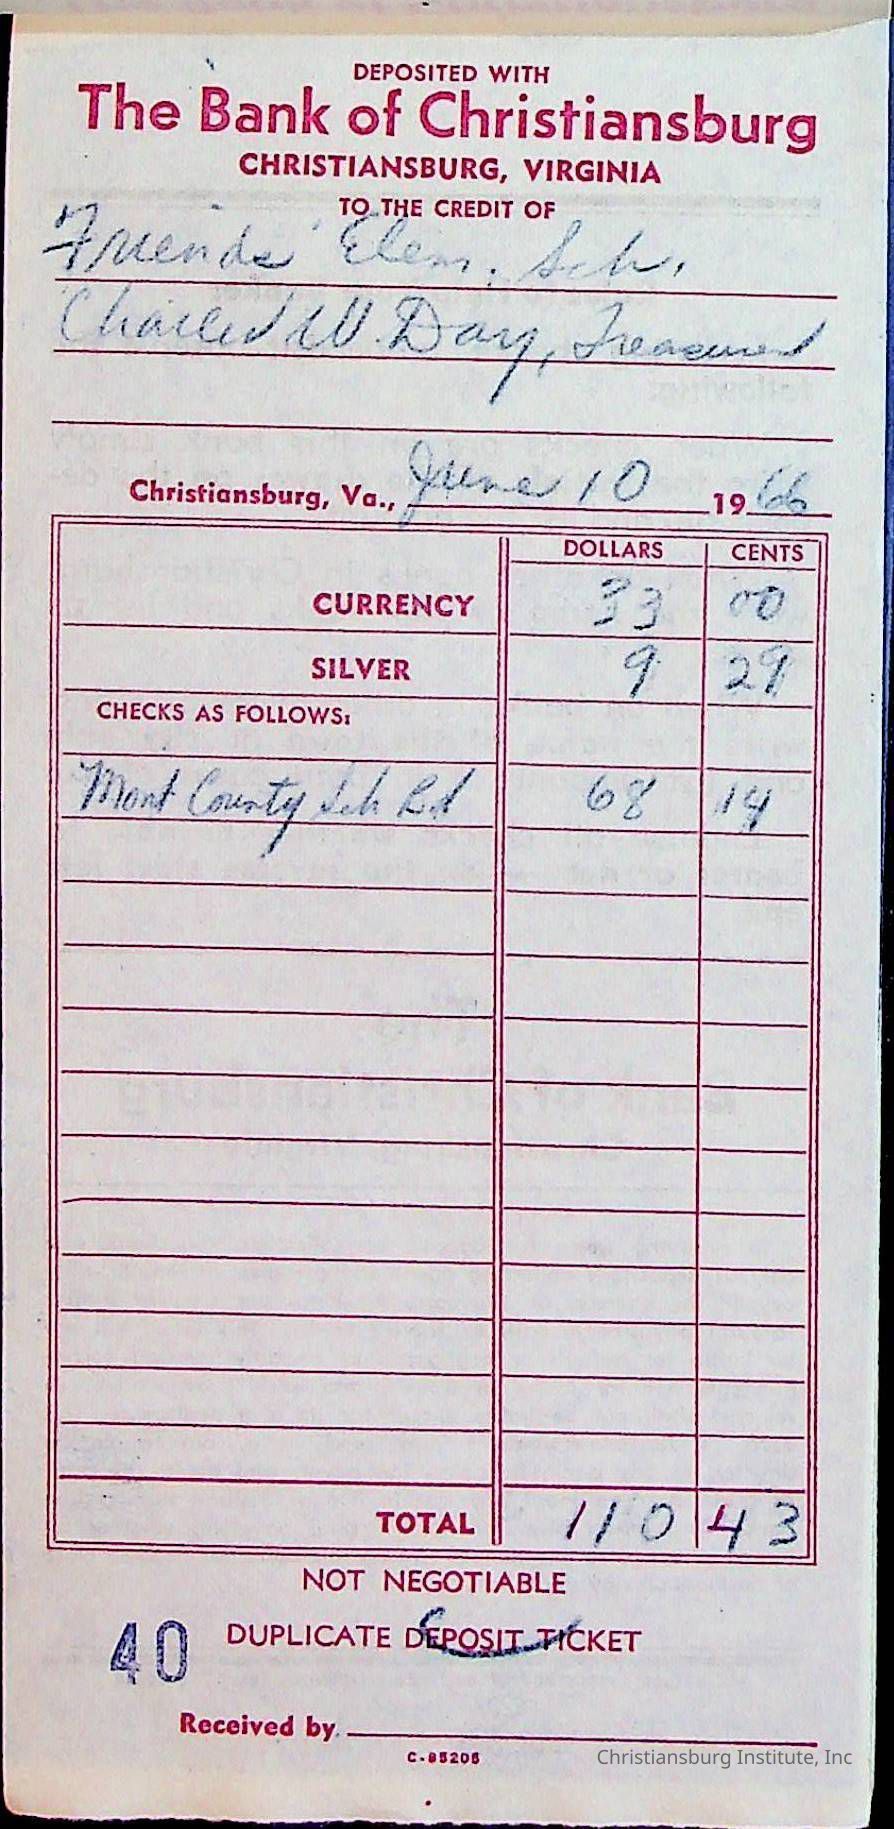 DEPOSITED WITH
The Bank of Christiansburg
CHRISTIANSBURG, VIRGINIA
TO THE CREDIT OF
Friends' Elem. Sch.
Charles W. Day, Treasurer
Christiansburg, Va., June 10 1966
DOLLARS CENTS
CURRENCY 33 00
SILVER 9 29
CHECKS AS FOLLOWS:
Mont County Sch Bd 68 14
TOTAL 110 43
NOT NEGOTIABLE
40 DUPLICATE DEPOSIT TICKET
Received by
C-85206
Christiansburg Institute, Inc